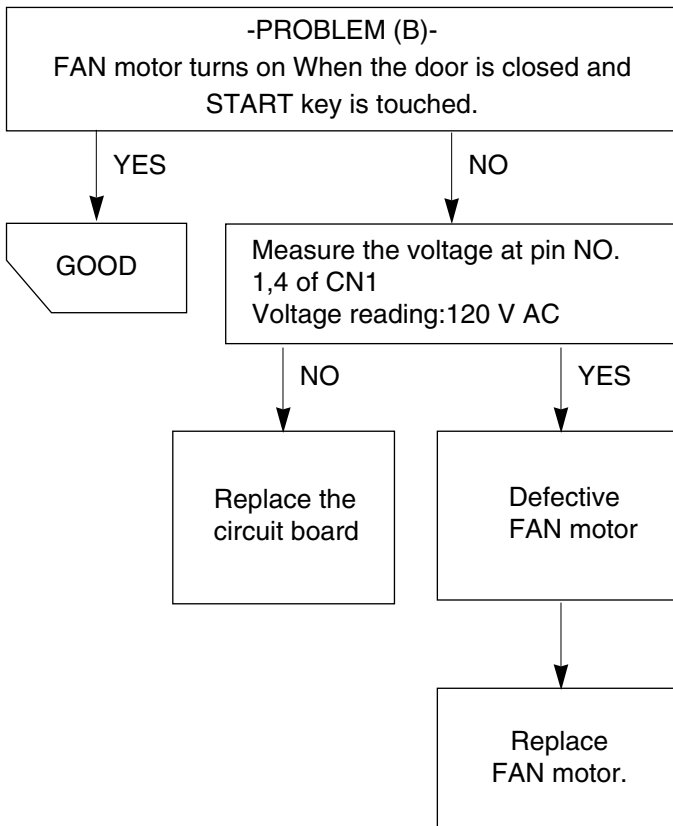 -PROBLEM (B)-
FAN motor turns on When the door is closed and
START key is touched.
YES
NO
GOOD
Measure the voltage at pin NO.
1,4 of CN1
Voltage reading:120 V AC
NO
YES
Replace the
circuit board
Defective
FAN motor
Replace
FAN motor.